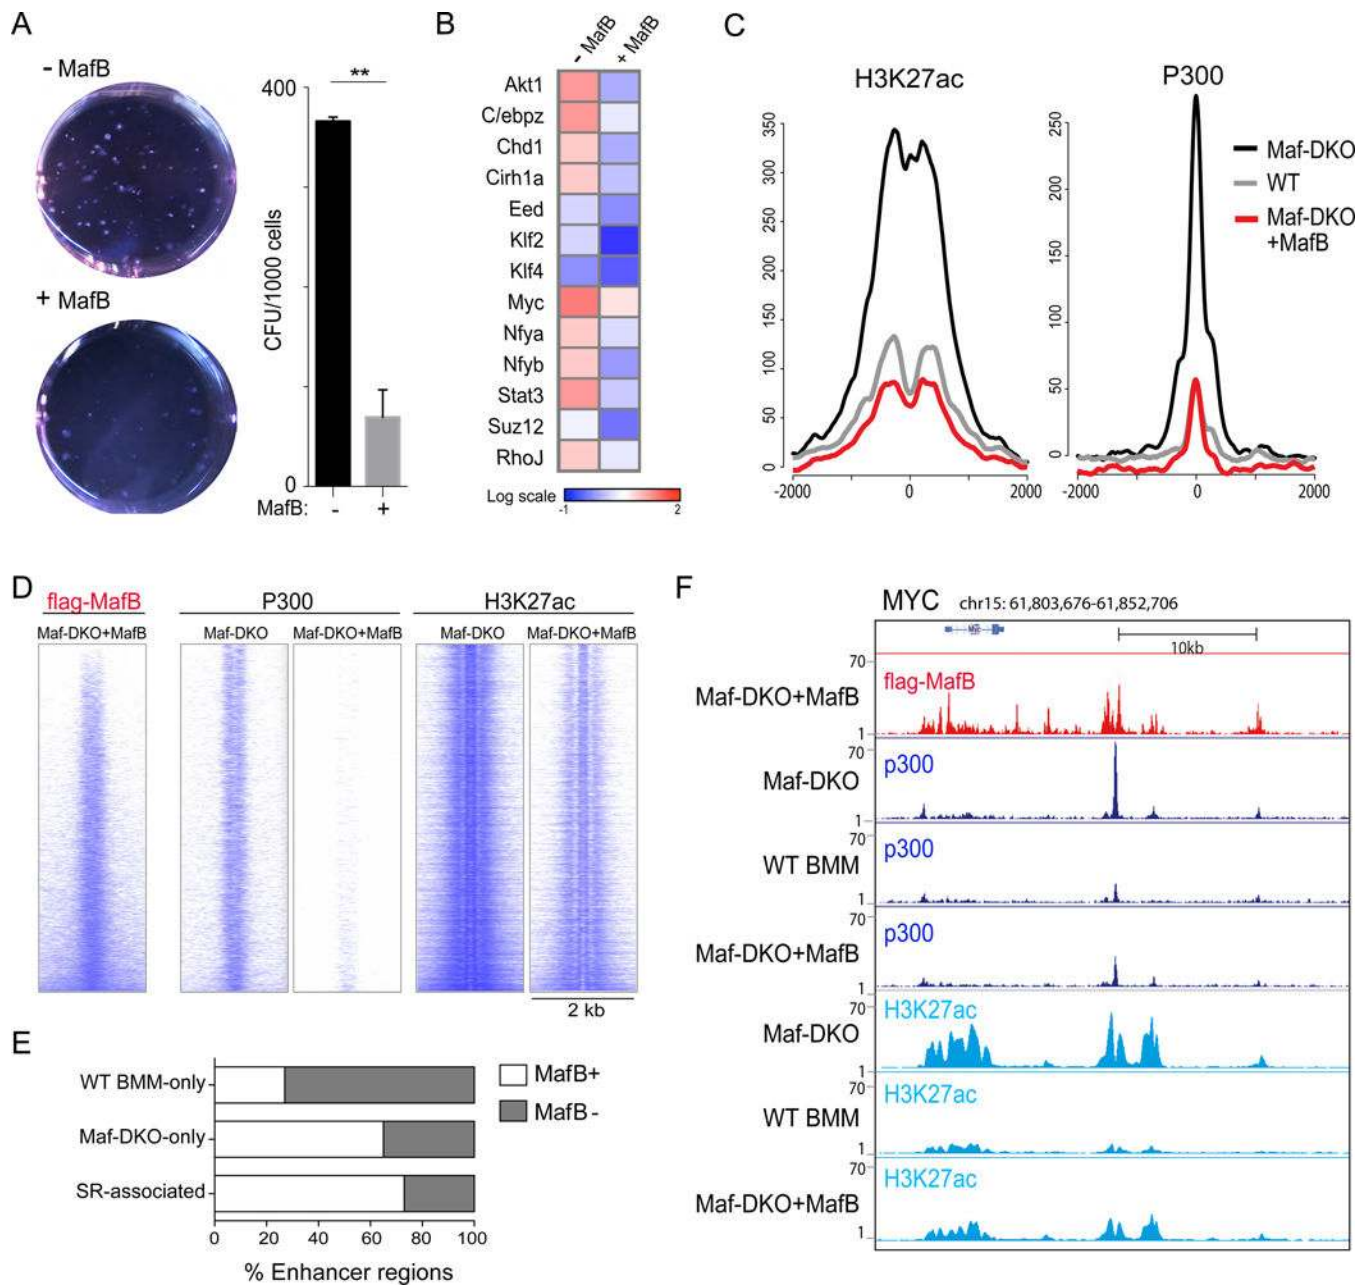 A
- MafB
+ MafB
**
400
0
CFU/1000 cells
MafB: - +
B
- MafB
+ MafB
Akt1
C/ebpz
Chd1
Cirh1a
Eed
Klf2
Klf4
Myc
Nfya
Nfyb
Stat3
Suz12
RhoJ
Log scale
-1 2
C
H3K27ac
350
300
250
200
150
100
50
0
-2000 0 2000
P300
250
200
150
100
50
0
-2000 0 2000
Maf-DKO
WT
Maf-DKO
+MafB
D
flag-MafB P300 H3K27ac
Maf-DKO+MafB Maf-DKO Maf-DKO+MafB Maf-DKO Maf-DKO+MafB
2 kb
E
WT BMM-only
Maf-DKO-only
SR-associated
0 20 40 60 80 100
% Enhancer regions
MafB+
MafB-
F
MYC chr15: 61,803,676-61,852,706
10kb
Maf-DKO+MafB 70 flag-MafB 1
Maf-DKO 70 p300 1
WT BMM 70 p300 1
Maf-DKO+MafB 70 p300 1
Maf-DKO 70 H3K27ac 1
WT BMM 70 H3K27ac 1
Maf-DKO+MafB 70 H3K27ac 1